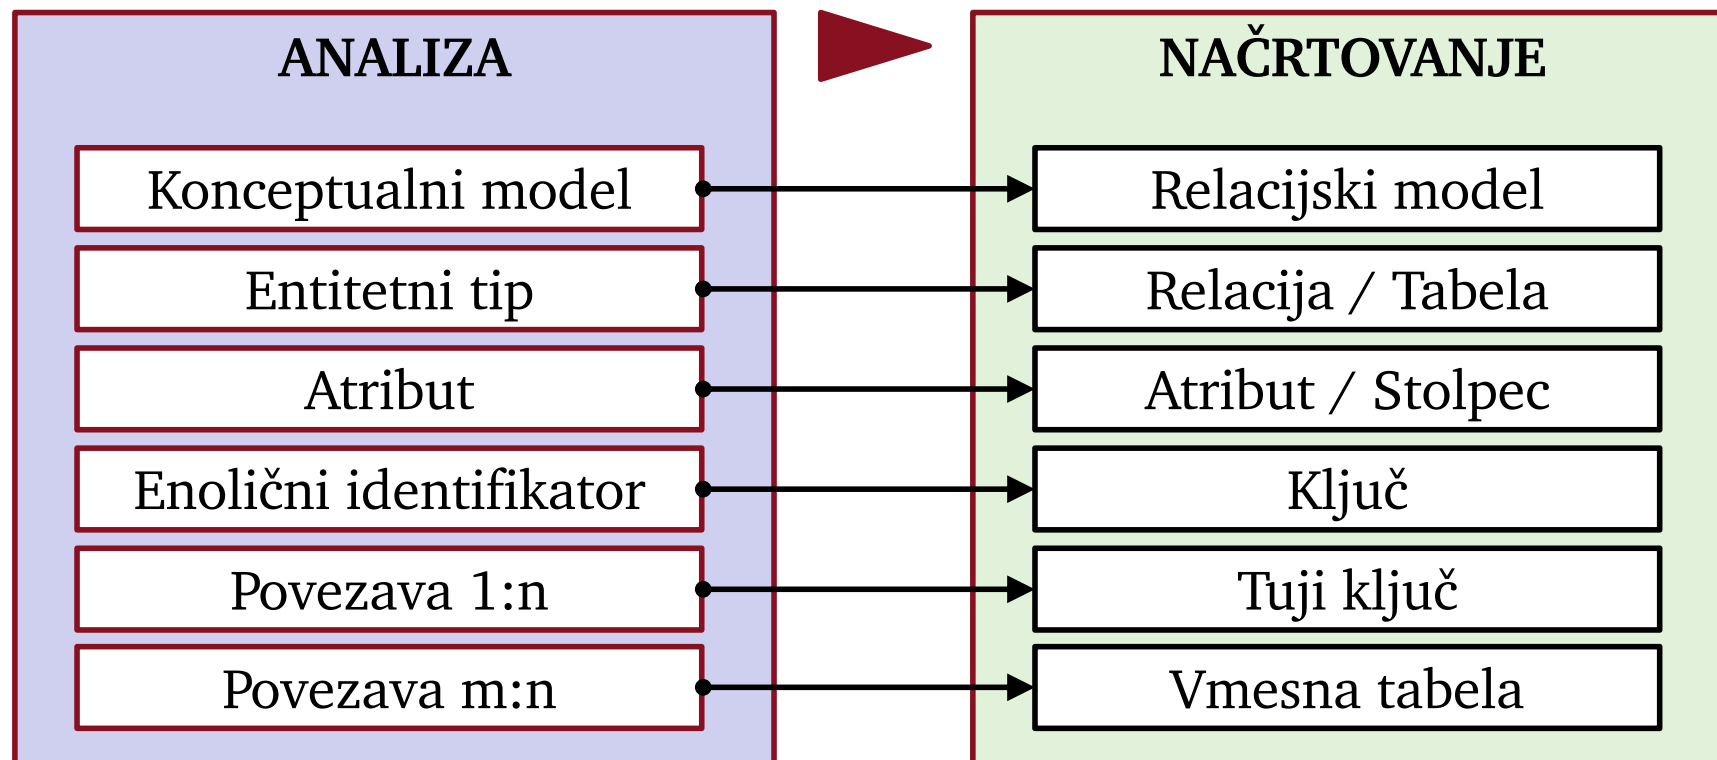 ANALIZA
NAČRTOVANJE
Konceptualni model
Relacijski model
Entitetni tip
Relacija / Tabela
Atribut
Atribut / Stolpec
Enolični identifikator
Ključ
Povezava 1:n
Tuji ključ
Povezava m:n
Vmesna tabela